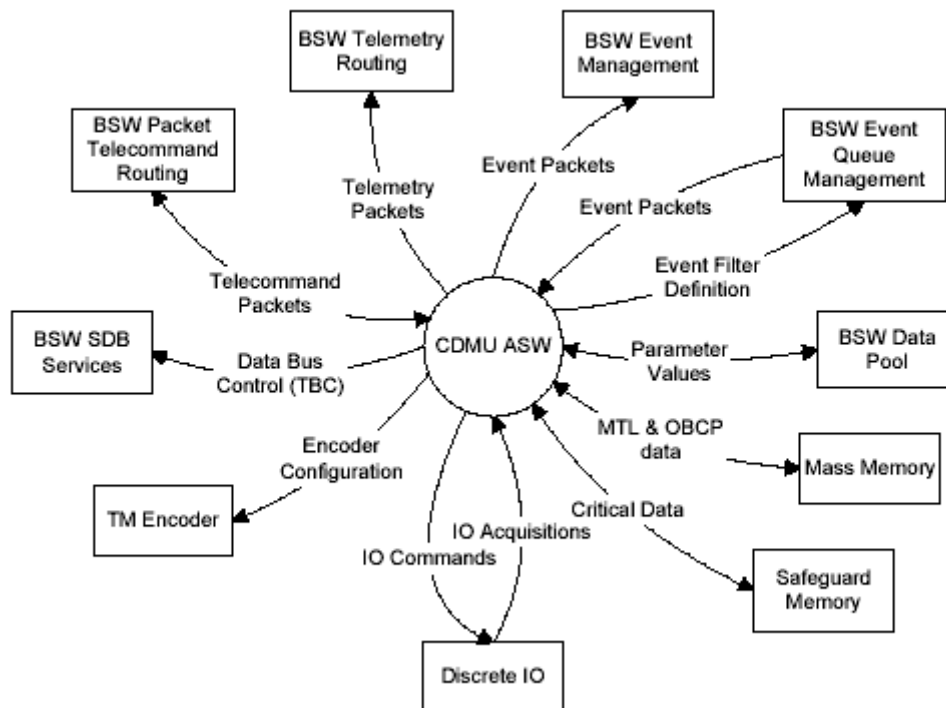 BSW Telemetry
Routing
BSW Event
Management
BSW Packet
Telecommand
Routing
BSW Event
Queue
Management
Event Packets
Telemetry
Packets
Event Packets
Event Filter
Definition
Telecommand
Packets
BSW SDB
Services
Data Bus
Control (TBC)
CDMU ASW
Parameter
Values
BSW Data
Pool
MTL & OBCP
data
Mass Memory
Encoder
Configuration
TM Encoder
Critical Data
IO Acquisitions
IO Commands
Safeguard
Memory
Discrete IO